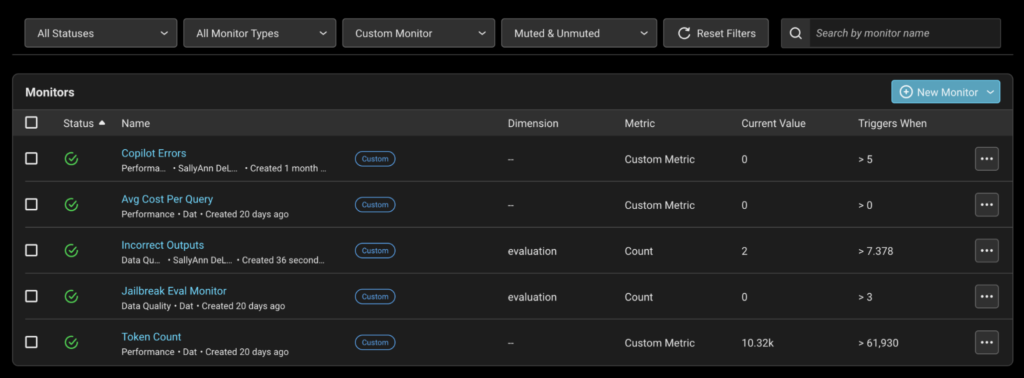 All Statuses
All Monitor Types
Custom Monitor
Muted & Unmuted
Reset Filters
Search by monitor name
Monitors
New Monitor
Status Name Dimension Metric Current Value Triggers When
Copilot Errors
Performa... • SallyAnn DeL... • Created 1 month ...
Custom -- Custom Metric 0 > 5
Avg Cost Per Query
Performance • Dat • Created 20 days ago
Custom -- Custom Metric 0 > 0
Incorrect Outputs
Data Qu... • SallyAnn DeL... • Created 36 second...
Custom evaluation Count 2 > 7.378
Jailbreak Eval Monitor
Data Quality • Dat • Created 20 days ago
Custom evaluation Count 0 > 3
Token Count
Performance • Dat • Created 20 days ago
Custom -- Custom Metric 10.32k > 61,930